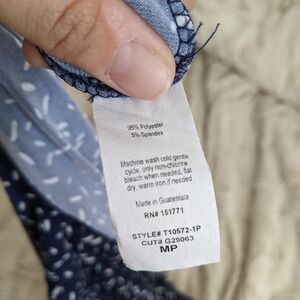 95% Polyester
5% Spandex
Machine wash cold gentle
cycle, only non-chlorine
bleach when needed, flat
dry, warm iron if needed
Made in Guatemala
RN# 151771
STYLE# T10572-1P
CUT# G29063
MP